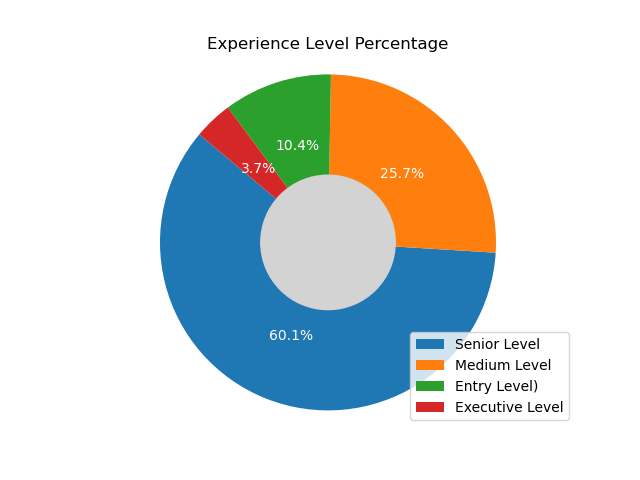 Experience Level Percentage
10.4%
3.7%
25.7%
60.1%
Senior Level
Medium Level
Entry Level)
Executive Level